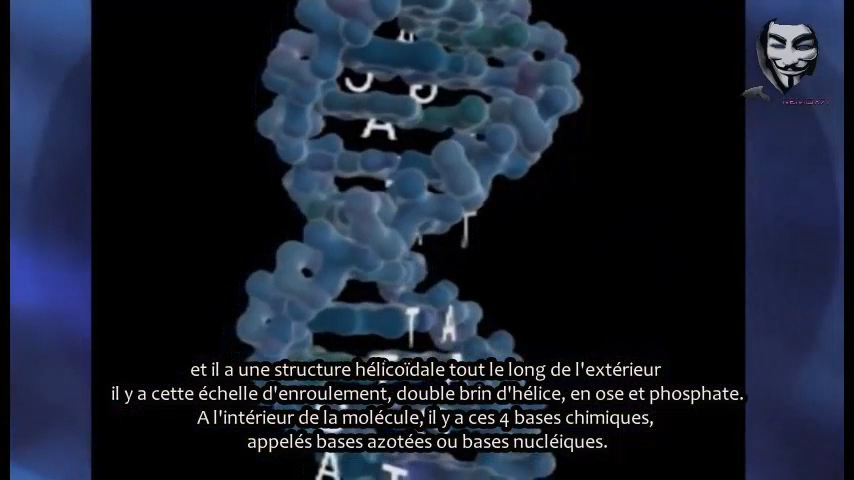 A
T
T A
et il a une structure hélicoïdale tout le long de l'extérieur
il y a cette échelle d'enroulement, double brin d'hélice, en ose et phosphate.
A l'intérieur de la molécule, il y a ces 4 bases chimiques,
appelés bases azotées ou bases nucléiques.
A T